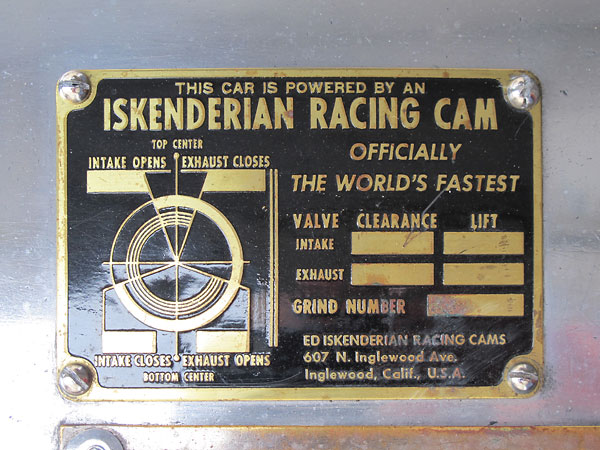 THIS CAR IS POWERED BY AN
ISKENDERIAN RACING CAM
TOP CENTER
INTAKE OPENS EXHAUST CLOSES
INTAKE CLOSES EXHAUST OPENS
BOTTOM CENTER
OFFICIALLY
THE WORLD'S FASTEST
VALVE CLEARANCE LIFT
INTAKE
EXHAUST
GRIND NUMBER
ED ISKENDERIAN RACING CAMS
607 N. Inglewood Ave.
Inglewood, Calif., U.S.A.